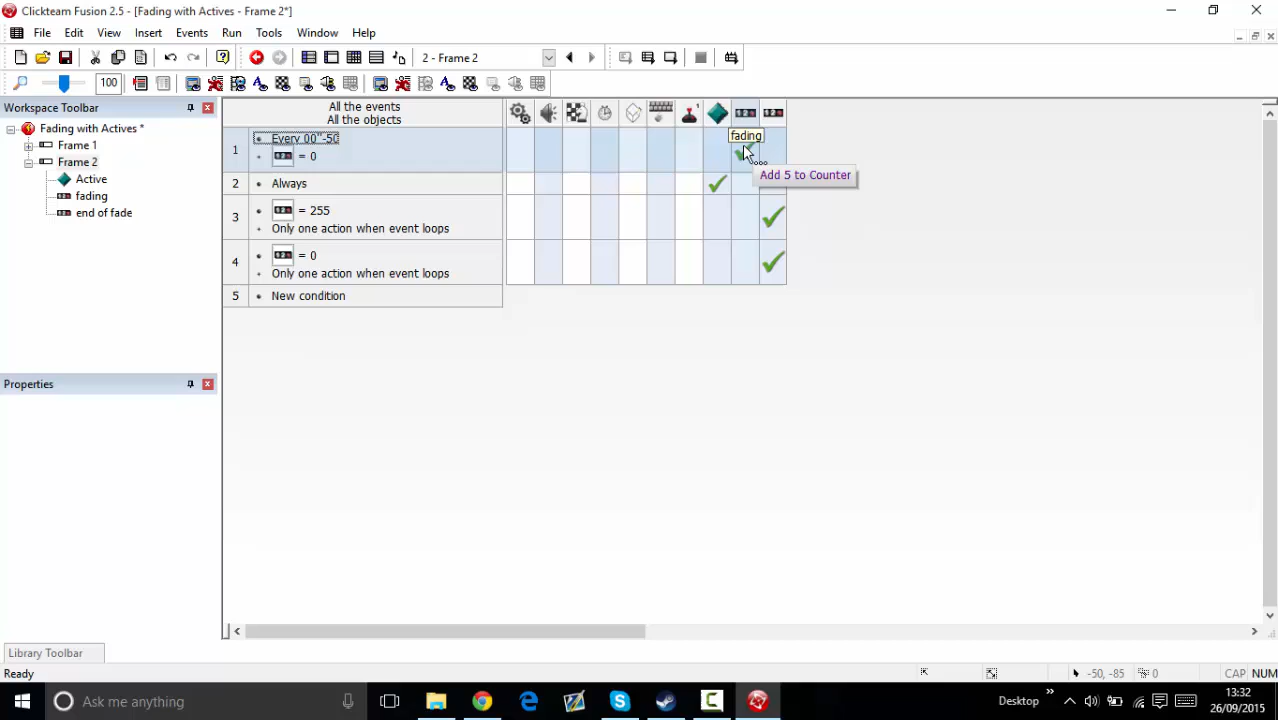 Clickteam Fusion 2.5 - [Fading with Actives - Frame 2*]
File Edit View Insert Events Run Tools Window Help
2 - Frame 2
100
Workspace Toolbar
Fading with Actives *
Frame 1
Frame 2
Active
fading
end of fade
Properties
Library Toolbar
All the events
All the objects
1
Every 00"-50
= 0
fading
Add 5 to Counter
2
Always
3
= 255
Only one action when event loops
4
= 0
Only one action when event loops
5
New condition
Ready
-50, -85
0
CAP
NUM
Ask me anything
Desktop
13:32
26/09/2015